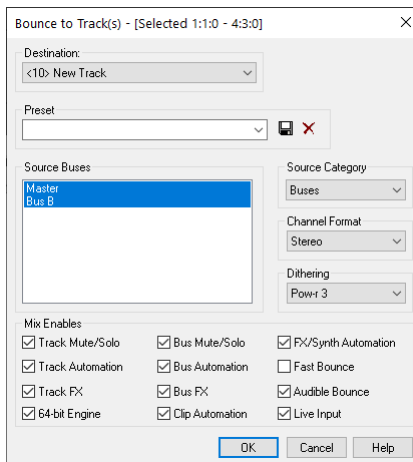 Bounce to Track(s) - [Selected 1:1:0 - 4:3:0]
Destination:
<10> New Track
Preset
Source Buses
Master
Bus B
Source Category
Buses
Channel Format
Stereo
Dithering
Pow-r 3
Mix Enables
Track Mute/Solo Bus Mute/Solo FX/Synth Automation
Track Automation Bus Automation Fast Bounce
Track FX Bus FX Audible Bounce
64-bit Engine Clip Automation Live Input
OK Cancel Help